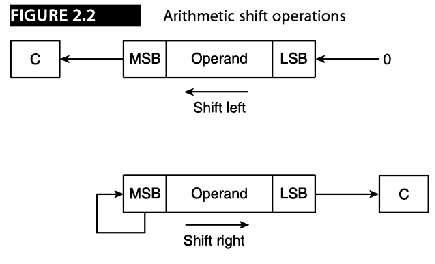 FIGURE 2.2 Arithmetic shift operations
C MSB Operand LSB 0
Shift left
MSB Operand LSB C
Shift right